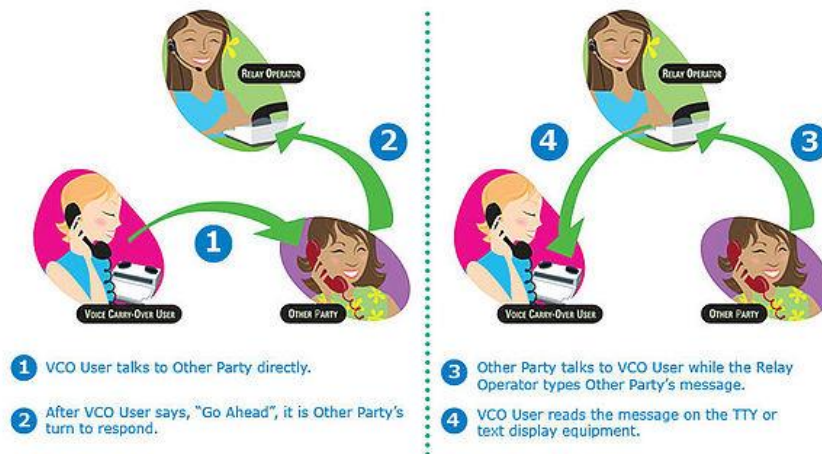 RELAY OPERATOR
2
1
VOICE CARRY-OVER USER
OTHER PARTY
1 VCO User talks to Other Party directly.
2 After VCO User says, “Go Ahead”, it is Other Party’s
turn to respond.
RELAY OPERATOR
4
3
VOICE CARRY-OVER USER
OTHER PARTY
3 Other Party talks to VCO User while the Relay
Operator types Other Party’s message.
4 VCO User reads the message on the TTY or
text display equipment.